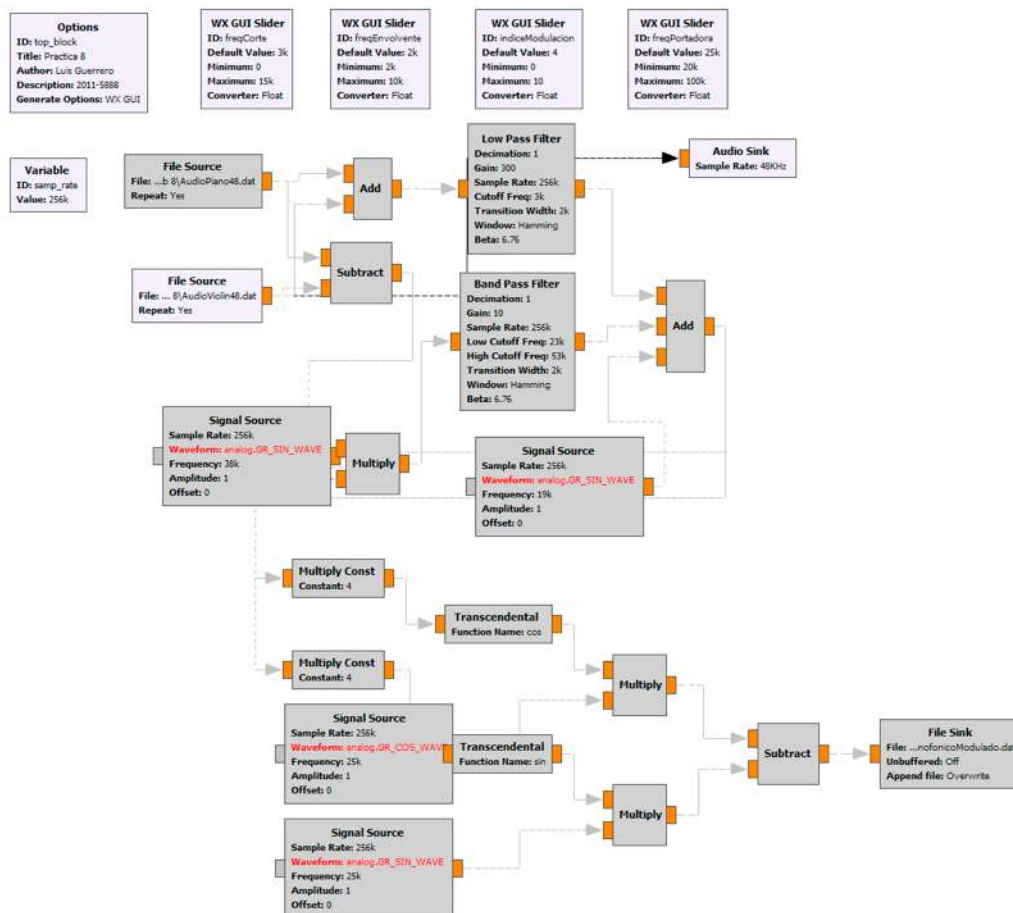 Options
ID: top_block
Title: Practica 8
Author: Luis Guerrero
Description: 2011-5888
Generate Options: WX GUI
WX GUI Slider
ID: freqCorte
Default Value: 3k
Minimum: 0
Maximum: 15k
Converter: Float
WX GUI Slider
ID: freqEnvolvente
Default Value: 2k
Minimum: 2k
Maximum: 10k
Converter: Float
WX GUI Slider
ID: indiceModulacion
Default Value: 4
Minimum: 0
Maximum: 10
Converter: Float
WX GUI Slider
ID: freqPortadora
Default Value: 25k
Minimum: 20k
Maximum: 100k
Converter: Float
Variable
ID: samp_rate
Value: 256k
File Source
File: ...b 8\AudioPiano48.dat
Repeat: Yes
Add
Low Pass Filter
Decimation: 1
Gain: 300
Sample Rate: 256k
Cutoff Freq: 3k
Transition Width: 2k
Window: Hamming
Beta: 6.76
Audio Sink
Sample Rate: 48KHz
File Source
File: ... 8\AudioViolin48.dat
Repeat: Yes
Subtract
Band Pass Filter
Decimation: 1
Gain: 10
Sample Rate: 256k
Low Cutoff Freq: 23k
High Cutoff Freq: 53k
Transition Width: 2k
Window: Hamming
Beta: 6.76
Add
Signal Source
Sample Rate: 256k
Waveform: analog.GR_SIN_WAVE
Frequency: 38k
Amplitude: 1
Offset: 0
Multiply
Signal Source
Sample Rate: 256k
Waveform: analog.GR_SIN_WAVE
Frequency: 19k
Amplitude: 1
Offset: 0
Multiply Const
Constant: 4
Transcendental
Function Name: cos
Multiply Const
Constant: 4
Multiply
Signal Source
Sample Rate: 256k
Waveform: analog.GR_COS_WAV
Frequency: 25k
Amplitude: 1
Offset: 0
Transcendental
Function Name: sin
Subtract
File Sink
File: ...nofonicoModulado.dat
Unbuffered: Off
Append file: Overwrite
Multiply
Signal Source
Sample Rate: 256k
Waveform: analog.GR_SIN_WAVE
Frequency: 25k
Amplitude: 1
Offset: 0